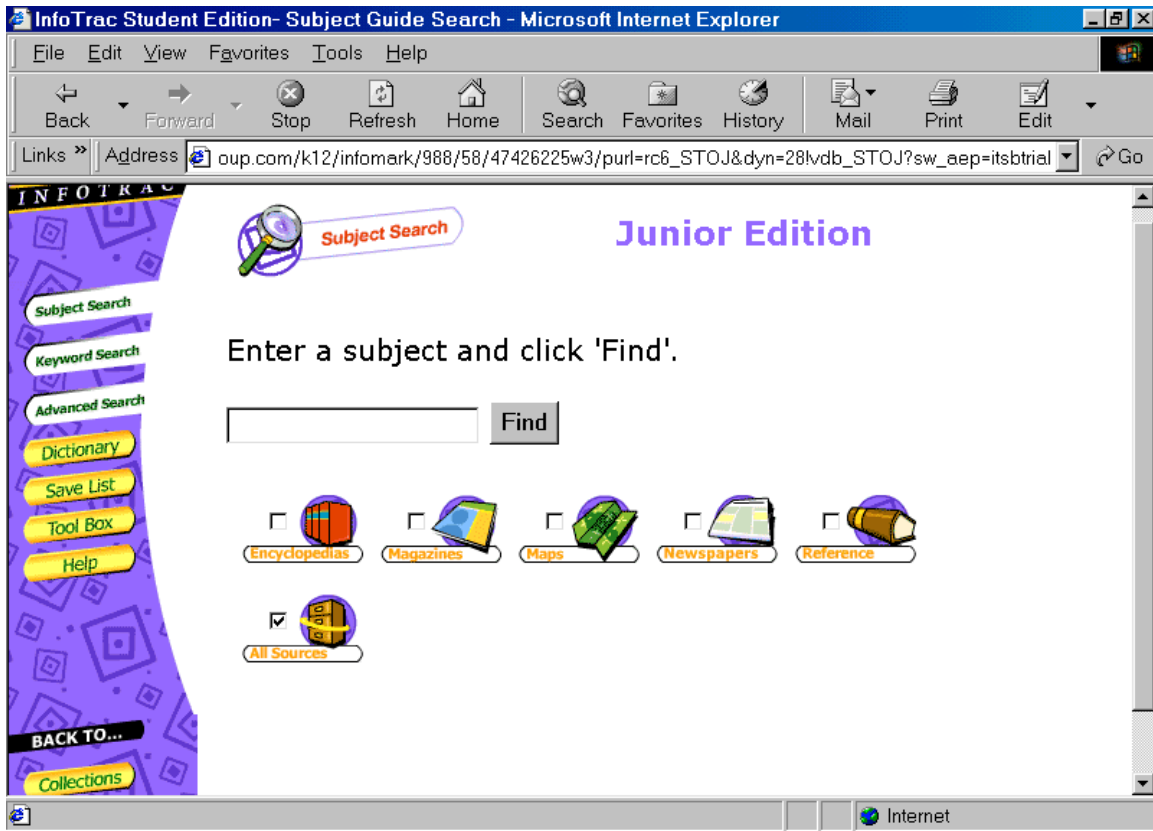 InfoTrac Student Edition- Subject Guide Search - Microsoft Internet Explorer
File Edit View Favorites Tools Help
Back Forward Stop Refresh Home Search Favorites History Mail Print Edit
Links » Address oup.com/k12/infomark/988/58/47426225w3/purl=rc6_STOJ&dyn=28!vdb_STOJ?sw_aep=itsbtrial Go
INFOTRAC
Subject Search
Junior Edition
Subject Search
Keyword Search
Advanced Search
Dictionary
Save List
Tool Box
Help
BACK TO...
Collections
Enter a subject and click 'Find'.
Find
Encyclopedias Magazines Maps Newspapers Reference
All Sources
Internet